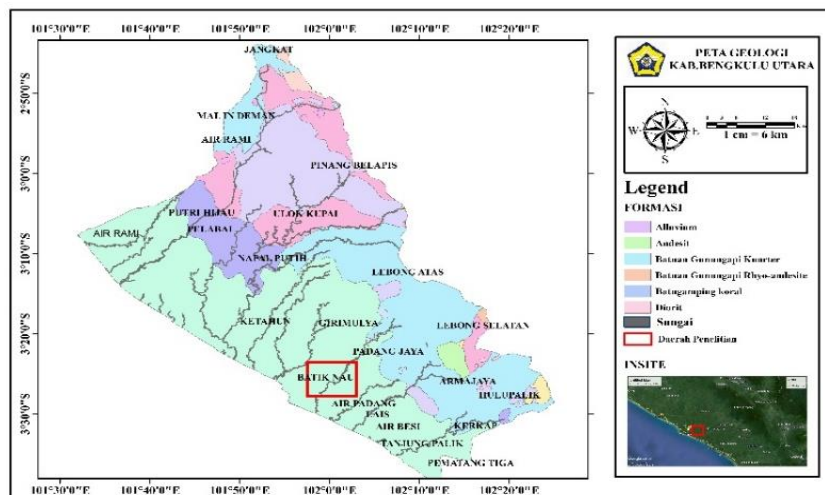 101°30'0"E 101°40'0"E 101°50'0"E 102°0'0"E 102°10'0"E 102°20'0"E
2°50'0"S
3°0'0"S
3°10'0"S
3°20'0"S
3°30'0"S
JANGKAT
MALIN DEMAN
AIR RAMI
PINANG BELAPIS
PUTRI HIJAU
ULOK KUPAI
PELABAI
AIR RAMI
NAPAL PUTIH
LEBONG ATAS
KETAHUN
GIRIMULYA
LEBONG SELATAN
PADANG JAYA
BATIK NAU
ARMAJAYA
HULUPALIK
AIR PADANG
LAIS
AIR BESI
KERKAP
TANJUNG PALIK
PEMATANG TIGA
101°30'0"E 101°40'0"E 101°50'0"E 102°0'0"E 102°10'0"E 102°20'0"E
PETA GEOLOGI
KAB.BENGKULU UTARA
N
W E
S
1 cm = 6 km
Legend
FORMASI
Alluvium
Andesit
Batuan Gunungapi Kuarter
Batuan Gunungapi Rhyo-andesite
Batugamping koral
Diorit
Sungai
Daerah Penelitian
INSITE